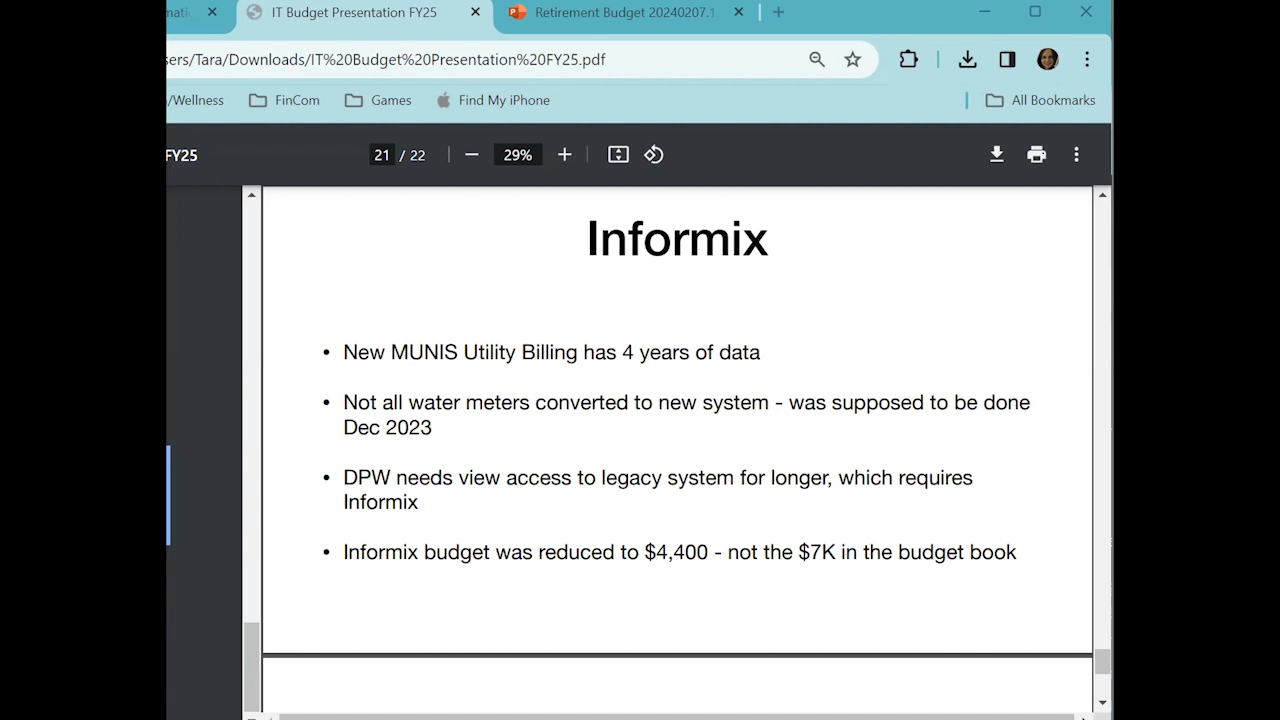 IT Budget Presentation FY25
Retirement Budget 20240207.1
sers/Tara/Downloads/IT%20Budget%20Presentation%20FY25.pdf
/Wellness FinCom Games Find My iPhone All Bookmarks
FY25 21 / 22 29%
Informix
• New MUNIS Utility Billing has 4 years of data
• Not all water meters converted to new system - was supposed to be done
Dec 2023
• DPW needs view access to legacy system for longer, which requires
Informix
• Informix budget was reduced to $4,400 - not the $7K in the budget book